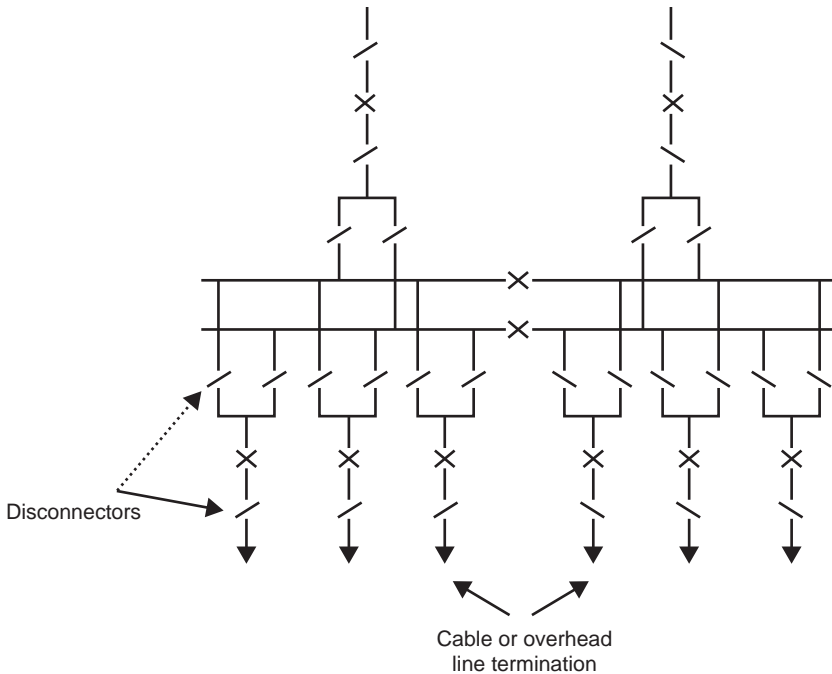 Disconnectors
Cable or overhead
line termination